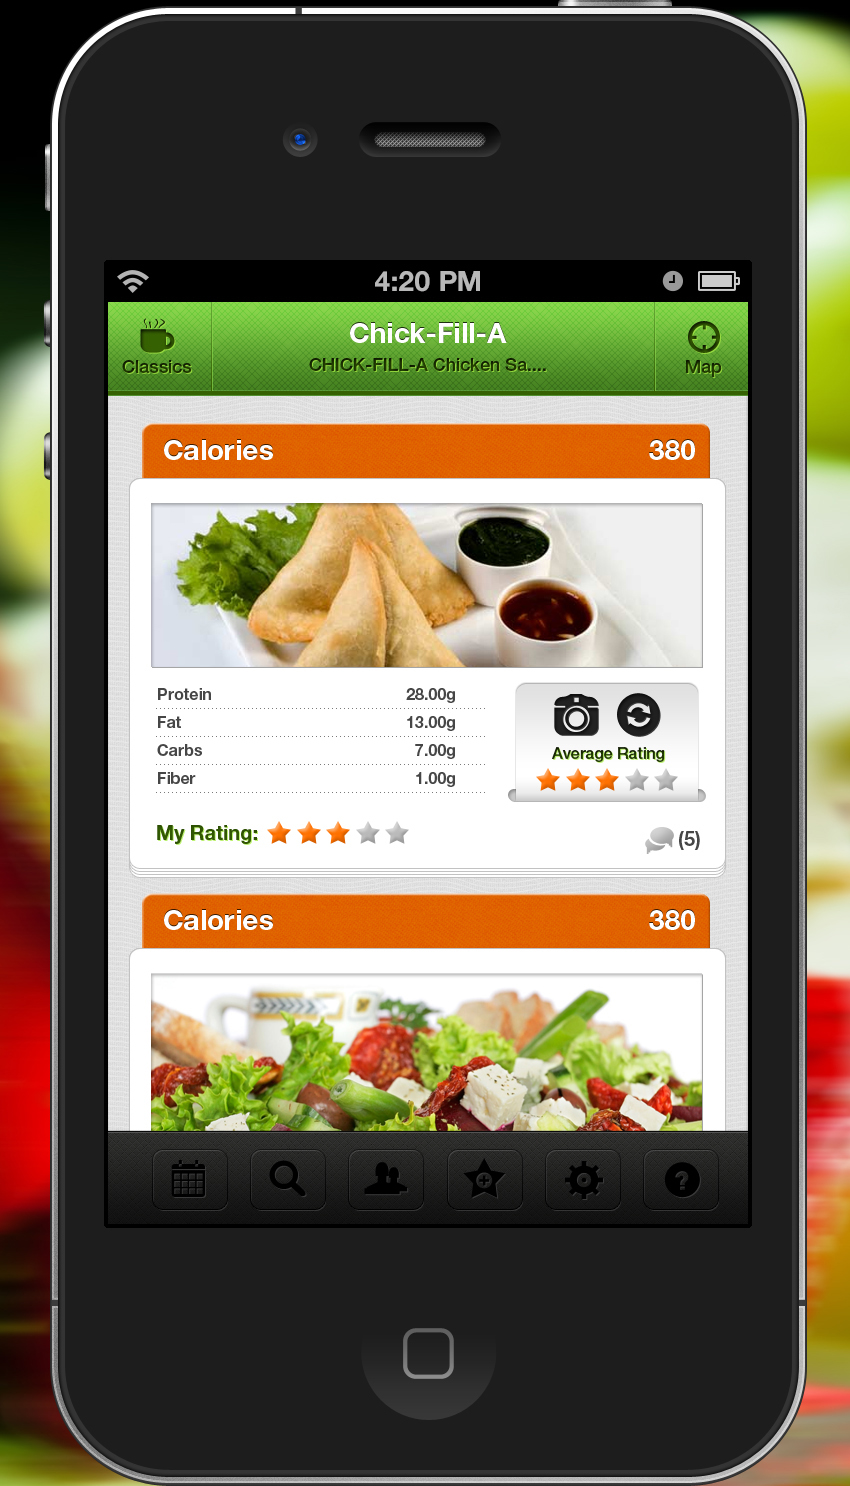 4:20 PM
Classics
Chick-Fill-A
CHICK-FILL-A Chicken Sa....
Map
Calories 380
Protein 28.00g
Fat 13.00g
Carbs 7.00g
Fiber 1.00g
Average Rating
My Rating:
(5)
Calories 380
?